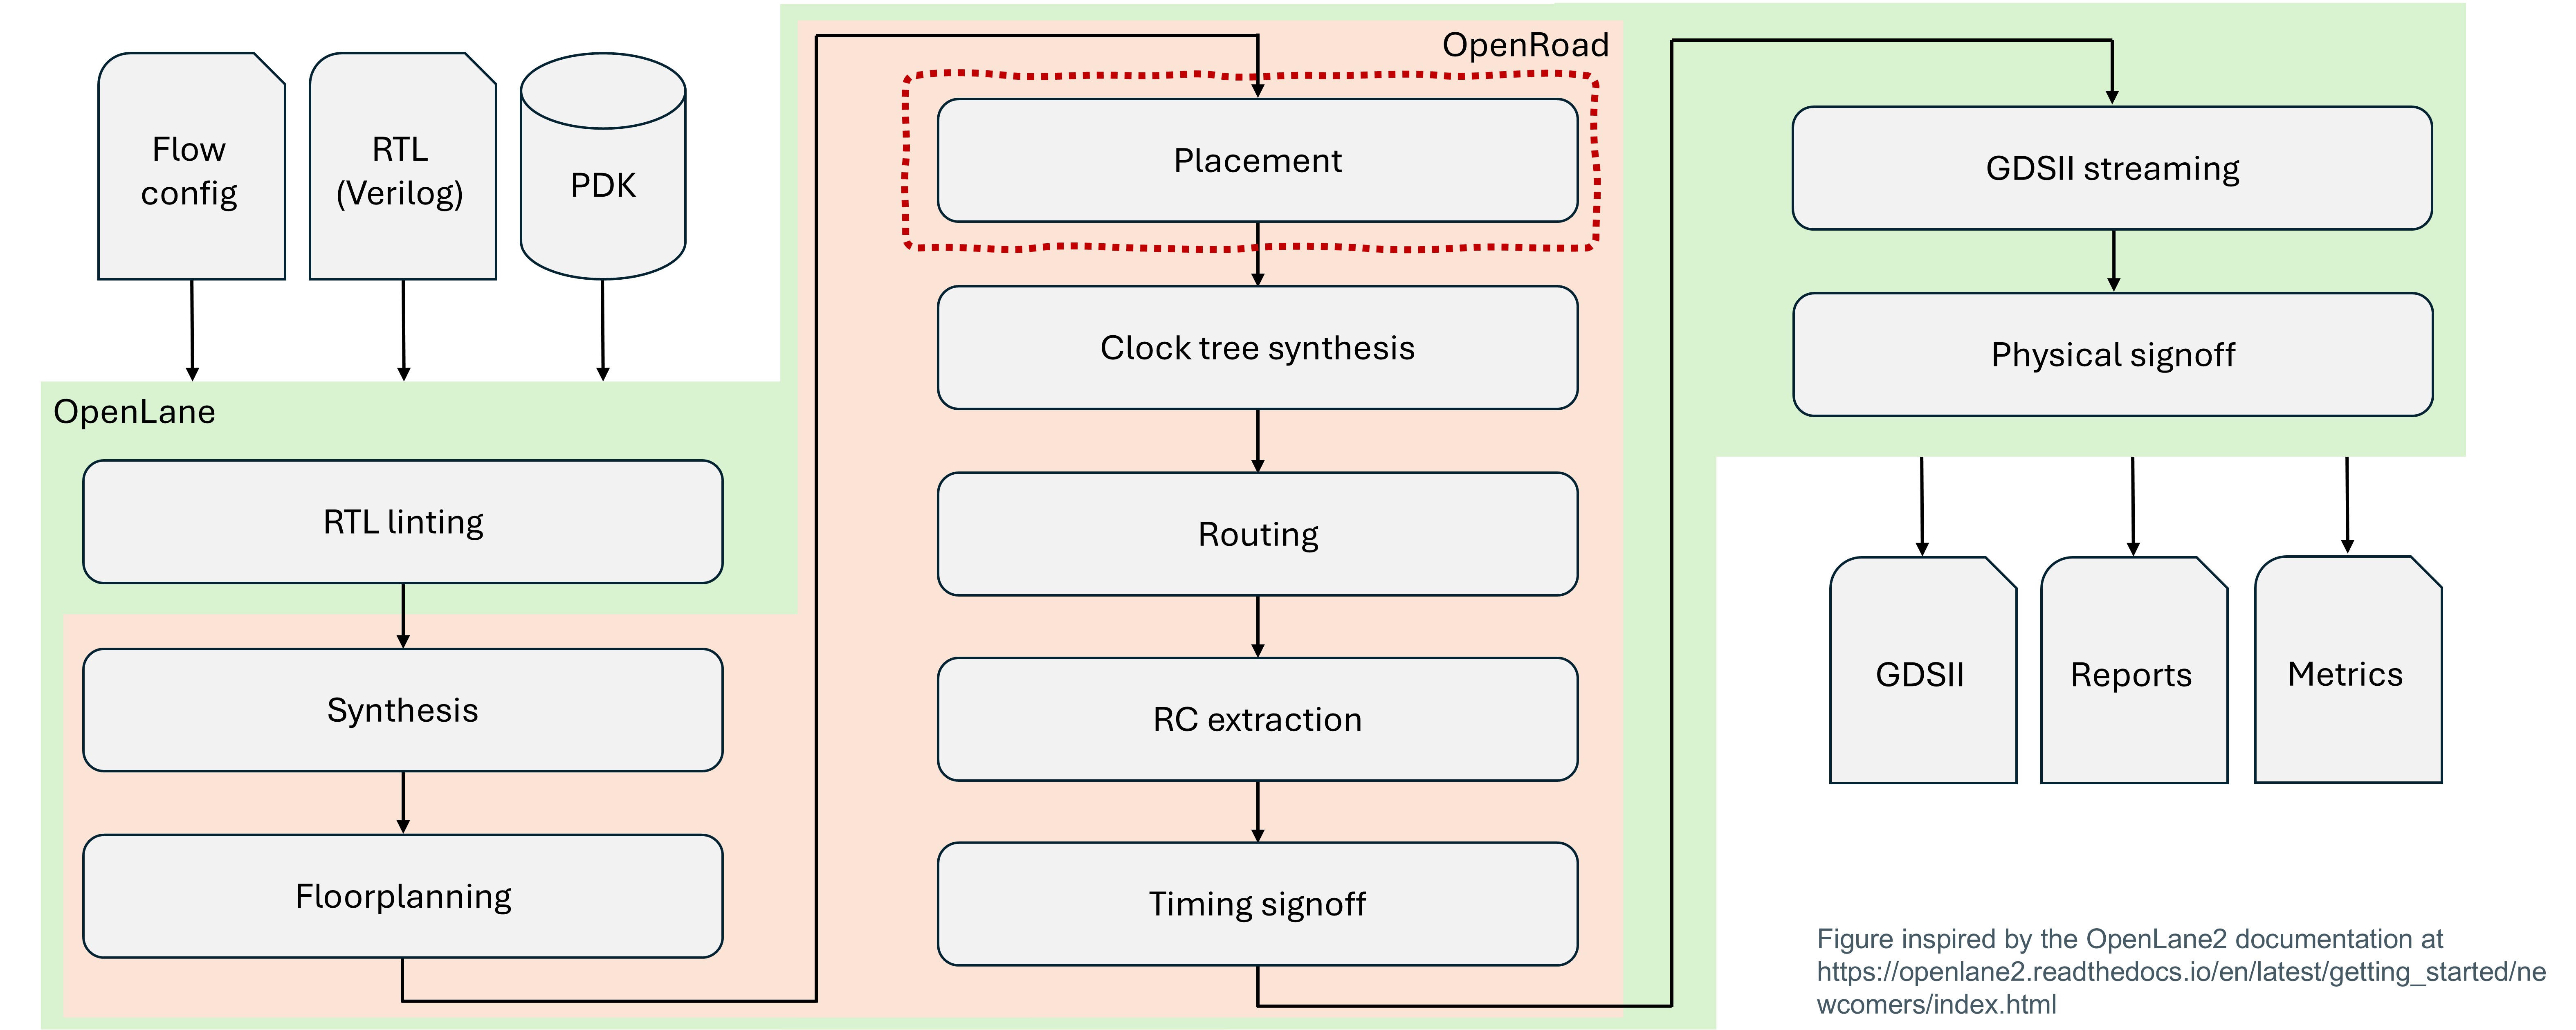 Flow
config
RTL
(Verilog)
PDK
OpenLane
RTL linting
Synthesis
Floorplanning
OpenRoad
Placement
Clock tree synthesis
Routing
RC extraction
Timing signoff
GDSII streaming
Physical signoff
GDSII
Reports
Metrics
Figure inspired by the OpenLane2 documentation at
https://openlane2.readthedocs.io/en/latest/getting_started/ne
wcomers/index.html